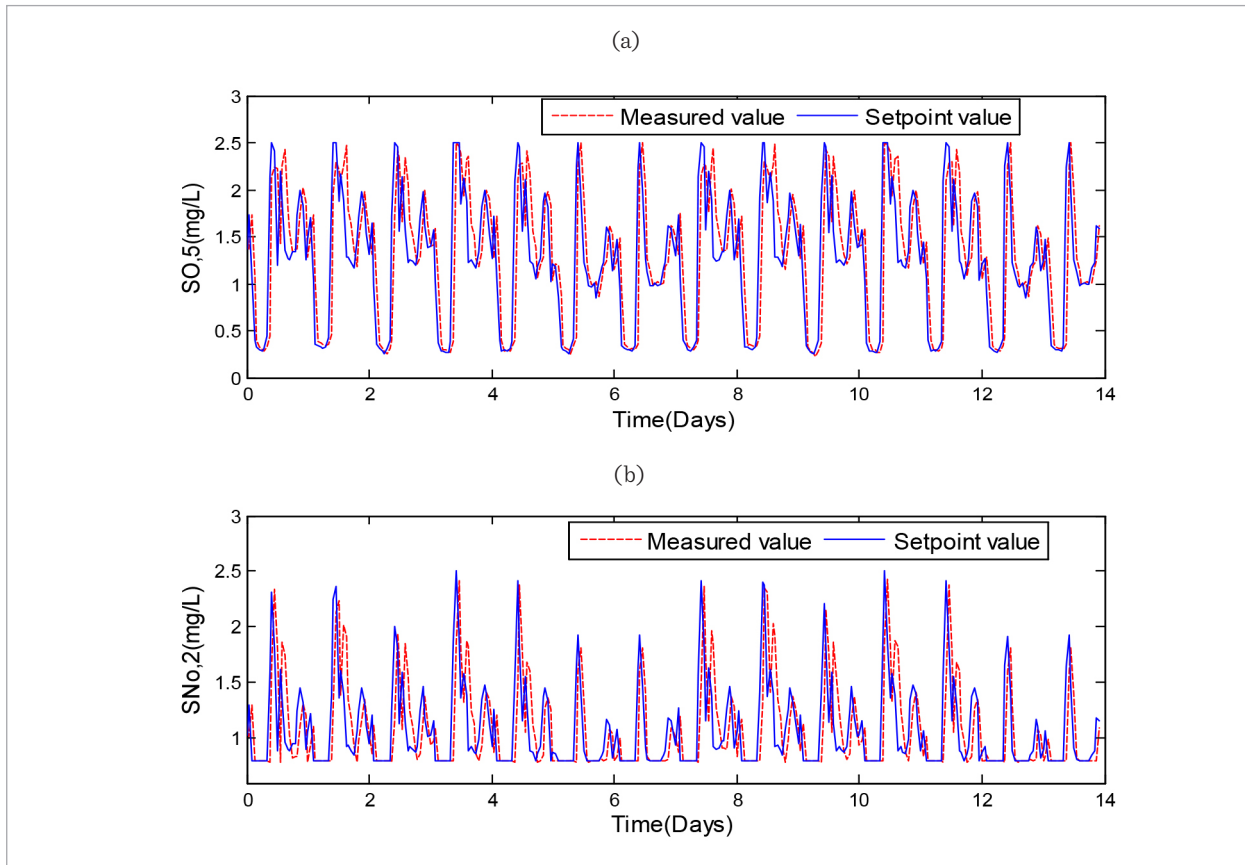 (a)
3
2.5
2
1.5
1
0.5
0
SO,5(mg/L)
Measured value Setpoint value
0 2 4 6 8 10 12 14
Time(Days)
(b)
3
2.5
2
1.5
1
SNo,2(mg/L)
Measured value Setpoint value
0 2 4 6 8 10 12 14
Time(Days)